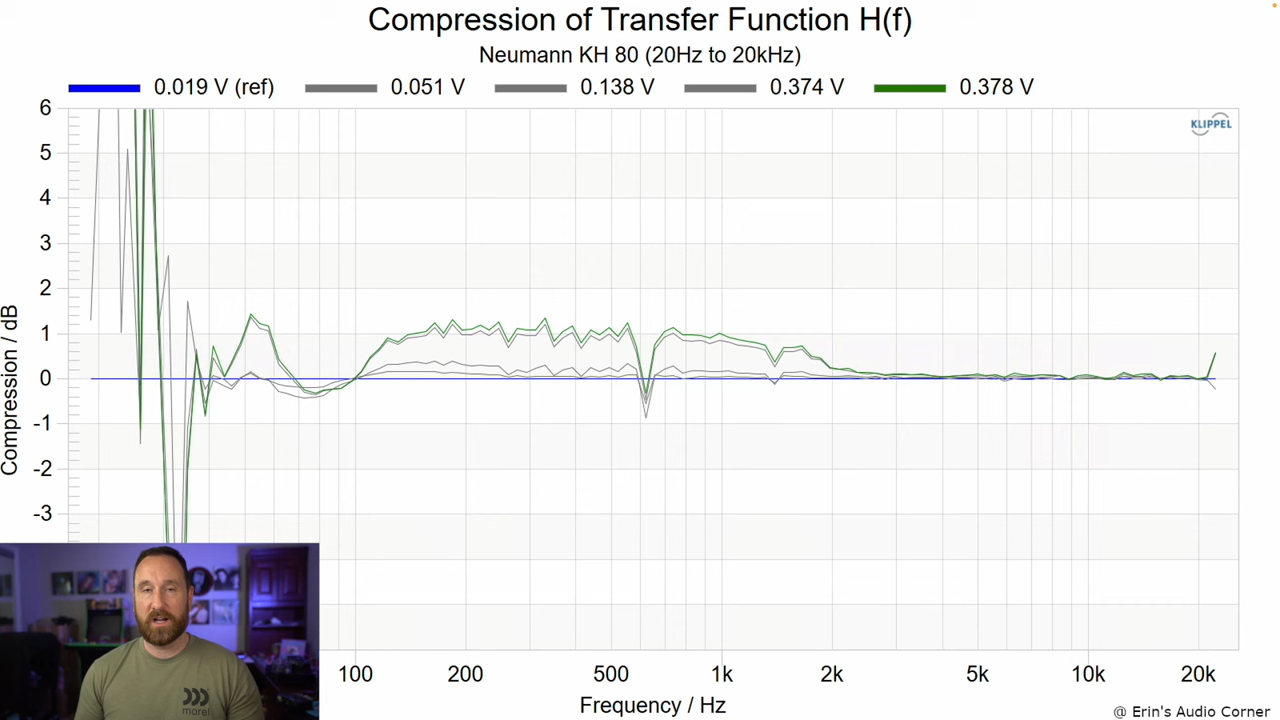 Compression of Transfer Function H(f)
Neumann KH 80 (20Hz to 20kHz)
0.019 V (ref) 0.051 V 0.138 V 0.374 V 0.378 V
KLIPPEL
6
5
4
3
2
1
0
-1
-2
-3
Compression / dB
100 200 500 1k 2k 5k 10k 20k
Frequency / Hz
morel
@ Erin's Audio Corner